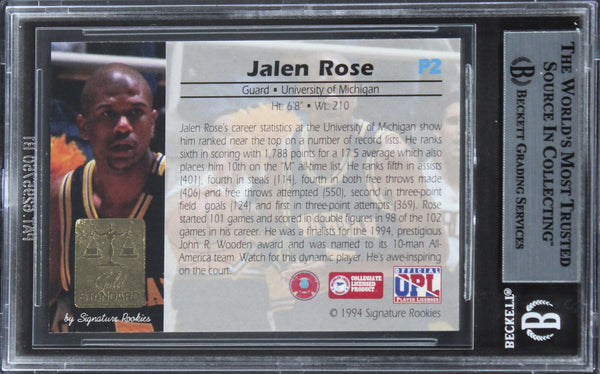 P2
Jalen Rose
Guard • University of Michigan
Ht: 6'8" • Wt: 210
Jalen Rose's career statistics at the University of Michigan show
him ranked near the top on a number of record lists. He ranks
sixth in scoring with 1,788 points for a 17.5 average which also
places him 10th on the "M" all-time list. He ranks fifth in assists
(401), fourth in steals (114), fourth in both free throws made
(406) and free throws attempted (550), second in three-point
field goals (124) and first in three-point attempts (369). Rose
started 101 games and scored in double figures in 98 of the 102
games in his career. He was a finalists for the 1994, prestigious
John R. Wooden award and was named to its 10-man All-
America team. Watch for this dynamic player. He's awe-inspiring
on the court.
Gold
STANDARD
by Signature Rookies
COLLEGIATE
LICENSED
PRODUCT
OFFICIAL
UPL
PLAYER LICENSED
© 1994 Signature Rookies
THE WORLD'S MOST TRUSTED
SOURCE IN COLLECTING™
BECKETT GRADING SERVICES
BECKETT